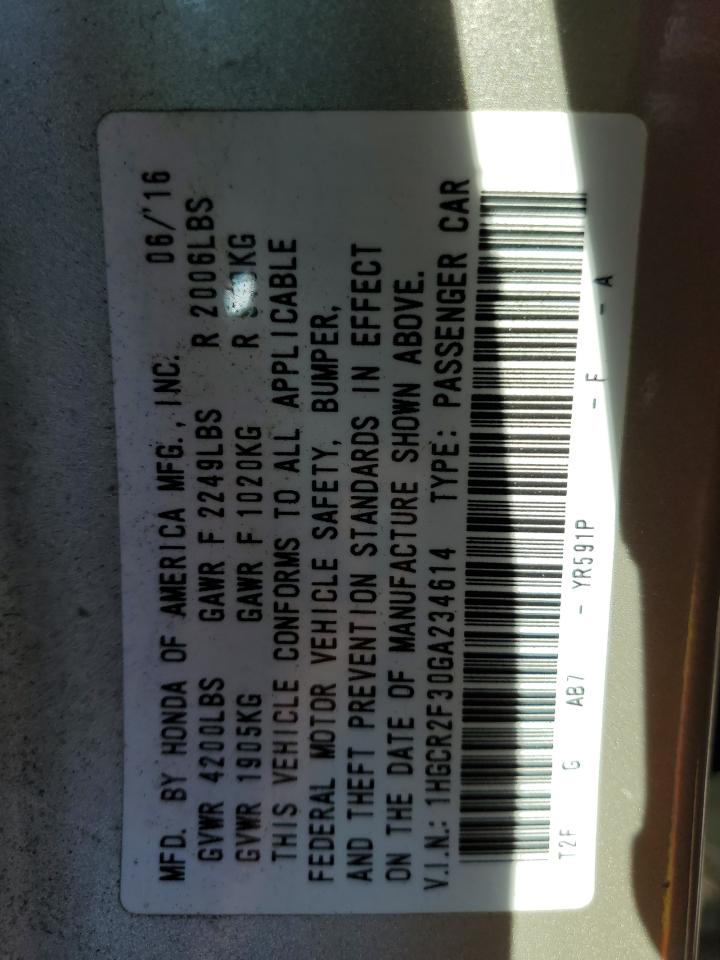 MFD. BY HONDA OF AMERICA MFG., INC. 06/'16
GVWR 4200LBS GAWR F 2249LBS R 2006LBS
GVWR 1905KG GAWR F 1020KG R
THIS VEHICLE CONFORMS TO ALL APPLICABLE
FEDERAL MOTOR VEHICLE SAFETY, BUMPER,
AND THEFT PREVENTION STANDARDS IN EFFECT
ON THE DATE OF MANUFACTURE SHOWN ABOVE.
V.I.N.: 1HGCR2F30GA234614 TYPE: PASSENGER CAR
T2F G AB7 - YR591P - F - A